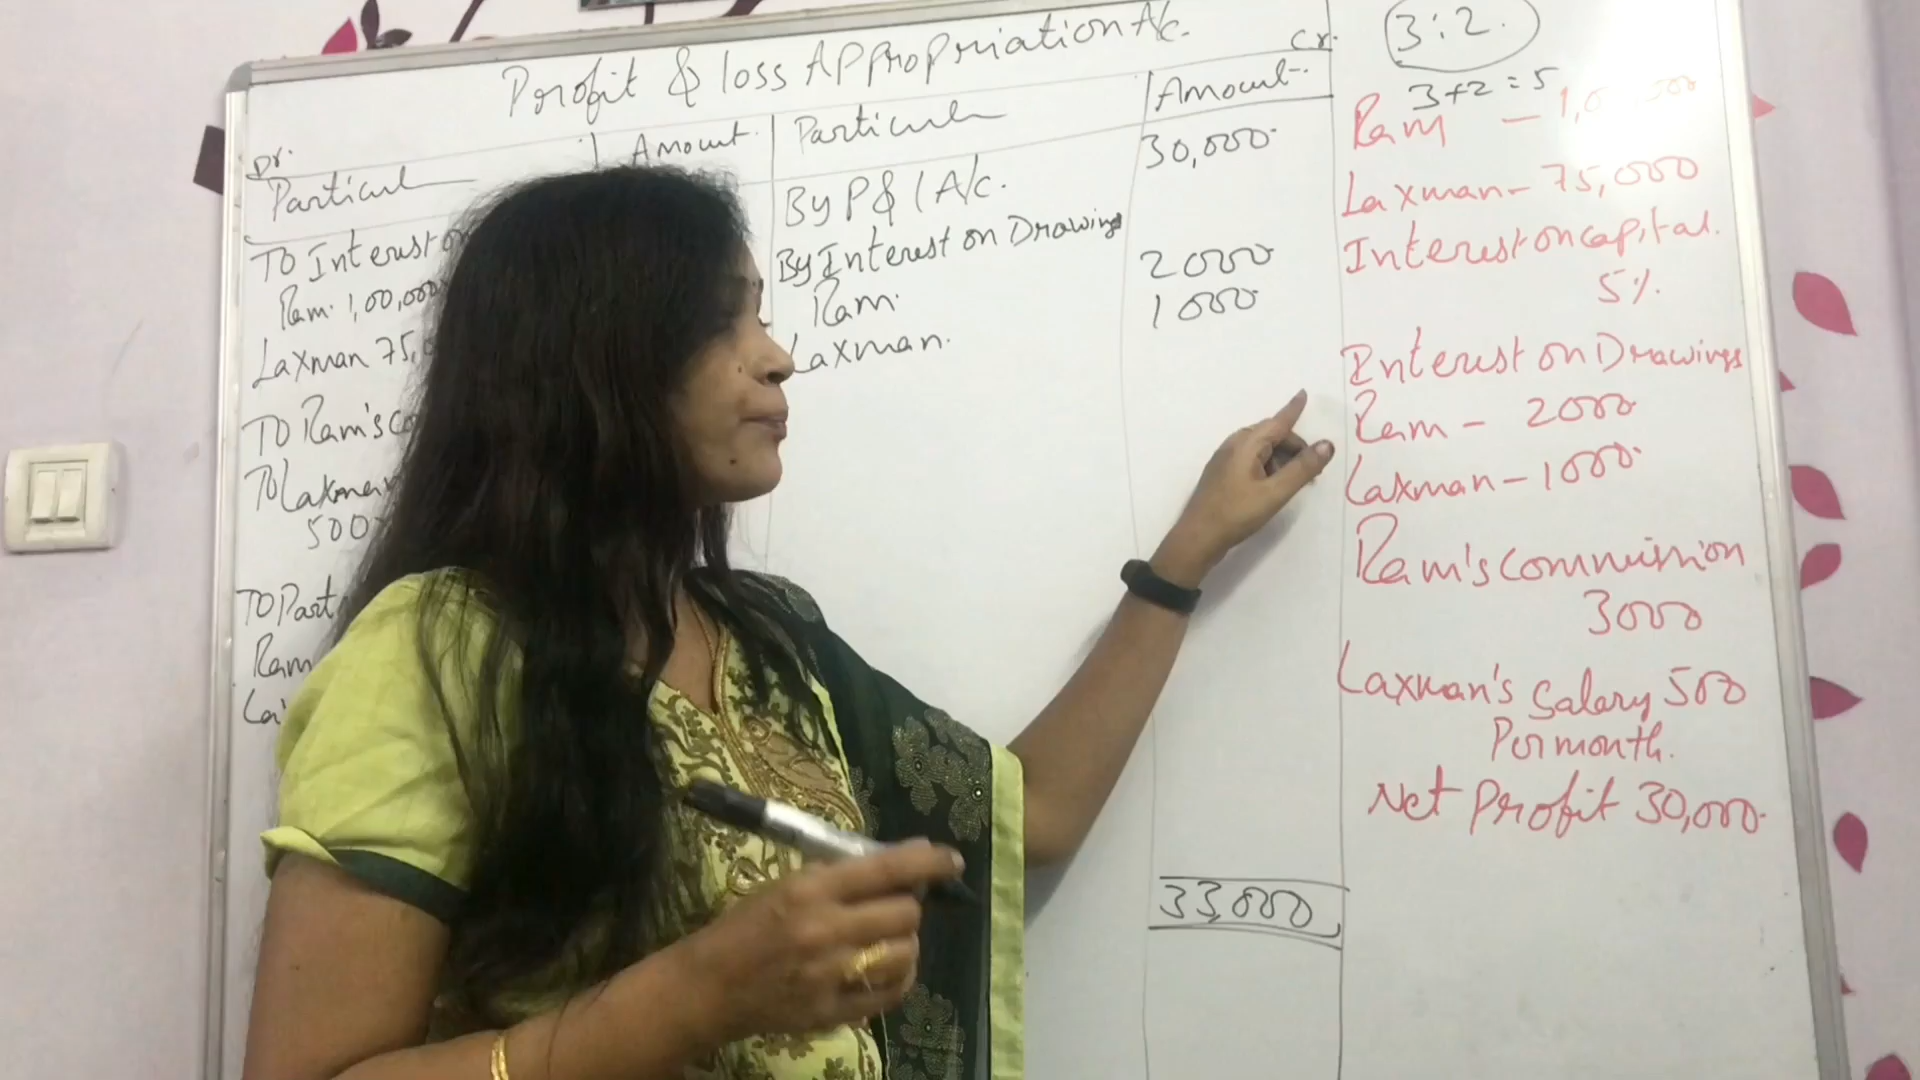 Profit & loss Appropriation A/c.
Dr.
Cr.
Particul
Amount.
Particul
Amount.
To Interest on
Ram. 1,00,000
Laxman 75,
To Ram's co
To Laxman
500
To Part
Ram
By P & l A/c.
30,000
By Interest on Drawings
Ram.
2000
Laxman.
1000
33,000
3:2.
3+2=5
Ram -
Laxman - 75,000
Interest on capital.
5%.
Interest on Drawings
Ram - 2000
Laxman - 1000
Ram's commission
3000
Laxman's Salary 500
Per month.
Net Profit 30,000.